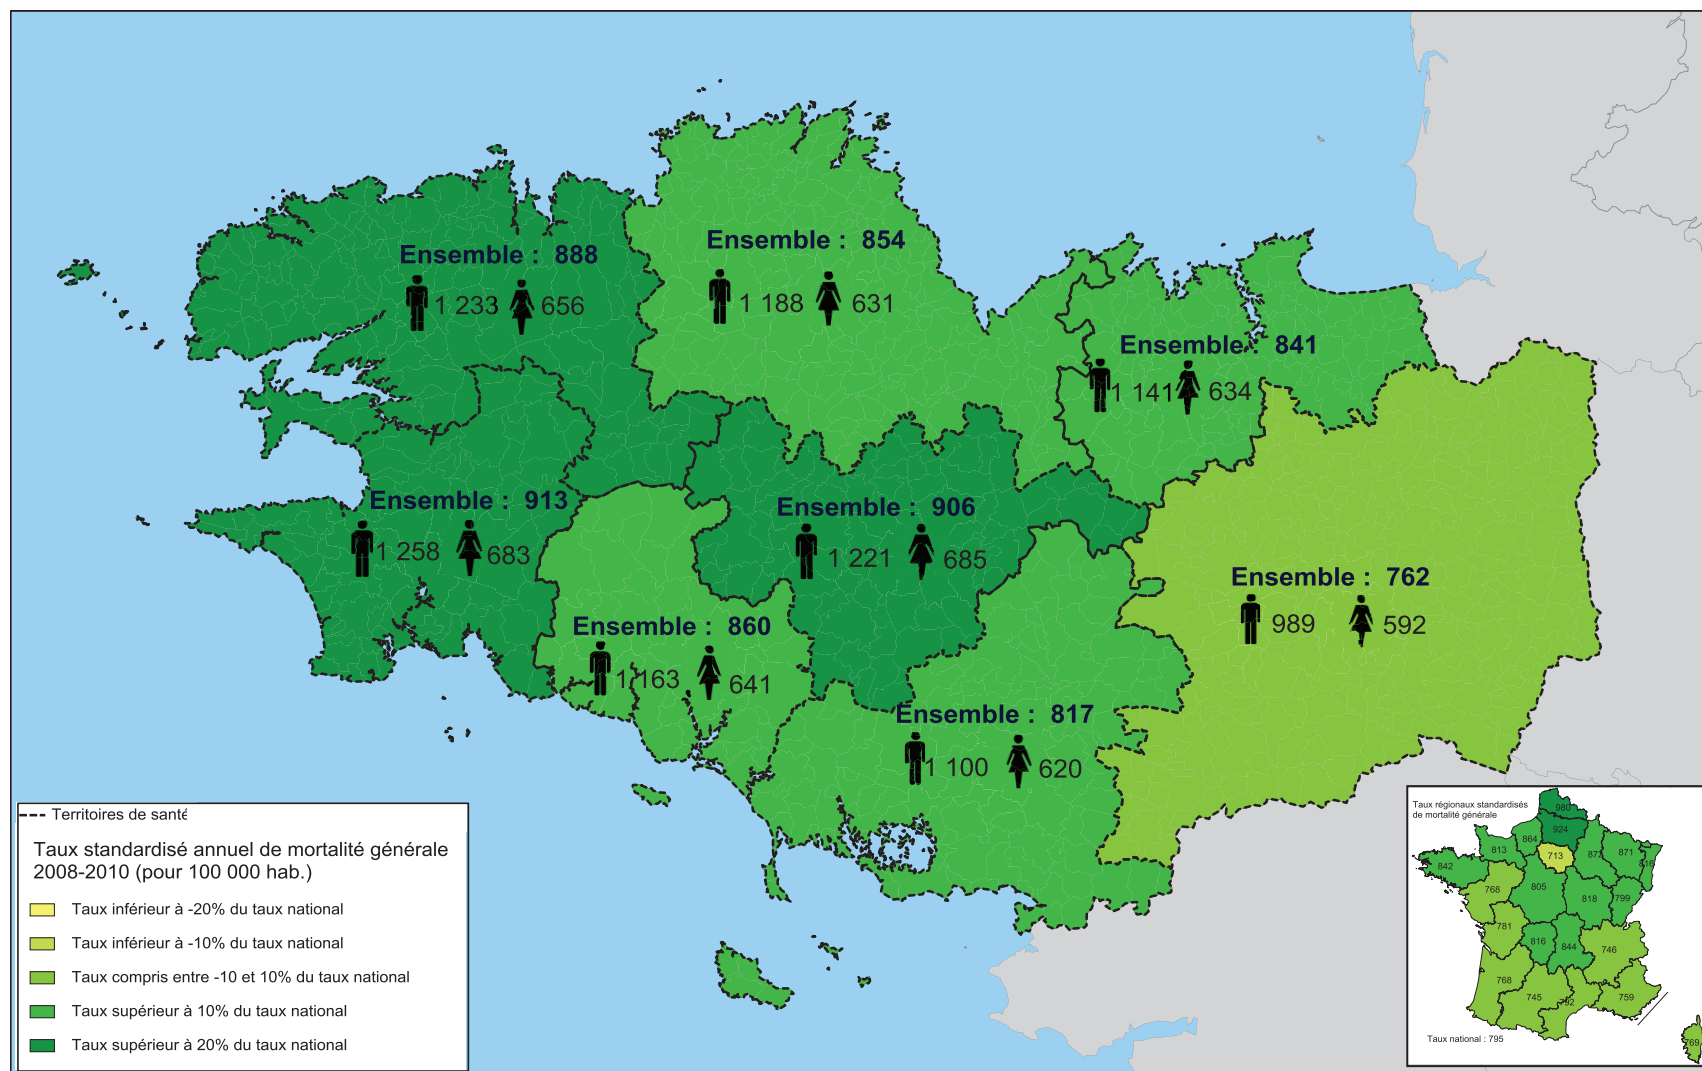 Ensemble : 888
1 233 656
Ensemble : 854
1 188 631
Ensemble : 841
1 141 634
Ensemble : 913
1 258 683
Ensemble : 906
1 221 685
Ensemble : 762
989 592
Ensemble : 860
1 163 641
Ensemble : 817
1 100 620
Territoires de santé
Taux standardisé annuel de mortalité générale
2008-2010 (pour 100 000 hab.)
Taux inférieur à -20% du taux national
Taux inférieur à -10% du taux national
Taux compris entre -10 et 10% du taux national
Taux supérieur à 10% du taux national
Taux supérieur à 20% du taux national
Taux régionaux standardisés
de mortalité générale
980
924
864
813
713
871
842
768
805
818
799
781
816
844
746
768
745
759
769
Taux national : 795